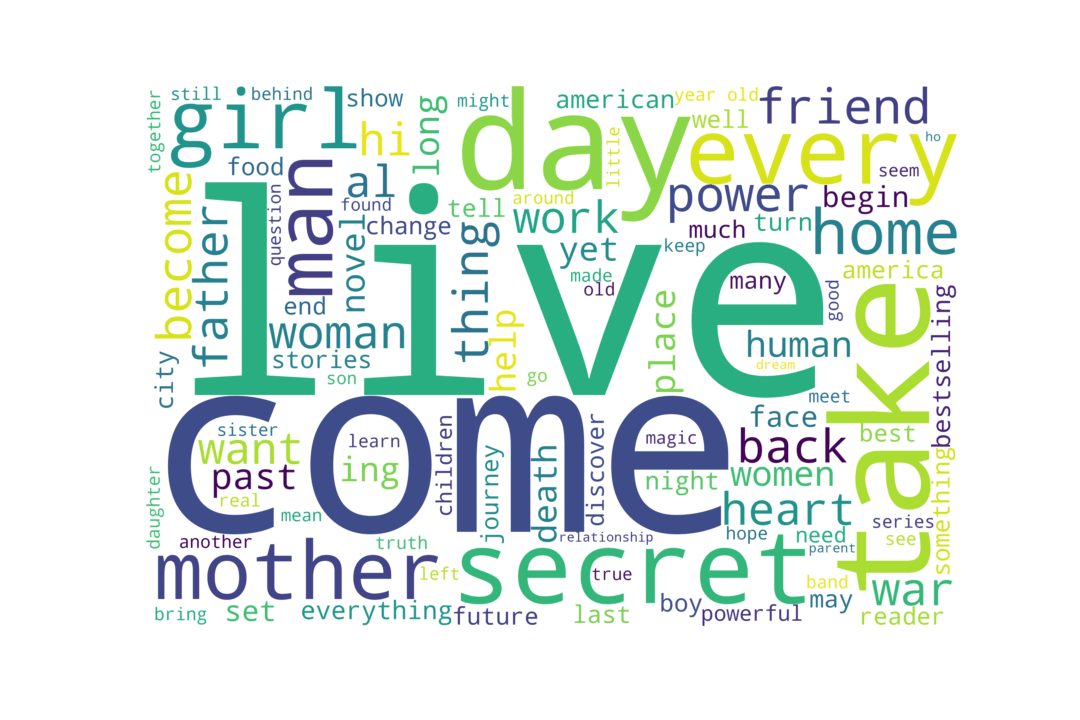 together
still
behind
show
girl
hi
long
might
day
american
year old
well
friend
every
ho
seem
little
food
al
man
found
question
change
tell
around
work
power
begin
much
turn
home
become
father
novel
thing
yet
keep
made
old
many
america
good
live
end
woman
stories
son
city
help
go
place
human
dream
meet
take
bestselling
come
sister
want
learn
past
ing
real
mean
children
journey
death
discover
magic
night
back
face
best
women
heart
something
daughter
another
truth
relationship
hope
need
series
see
parent
mother
left
secret
true
band
war
bring
set
everything
future
last
boy
powerful
may
reader